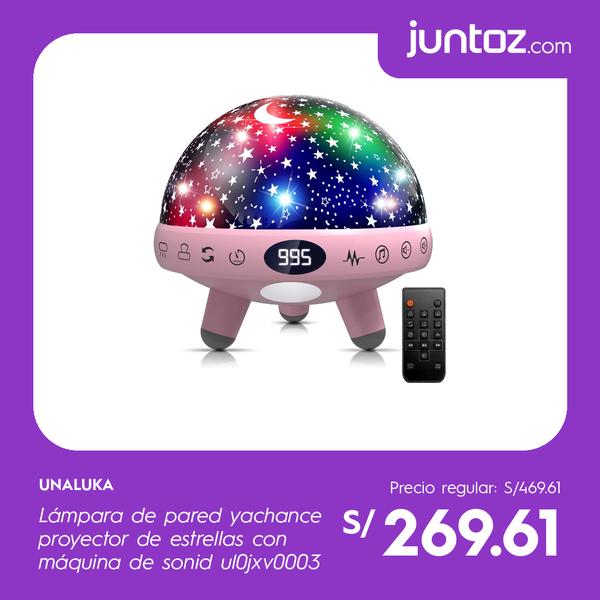 juntoz.com
995
UNALUKA
Precio regular: S/469.61
Lámpara de pared yachance
proyector de estrellas con
máquina de sonid ul0jxv0003
S/ 269.61